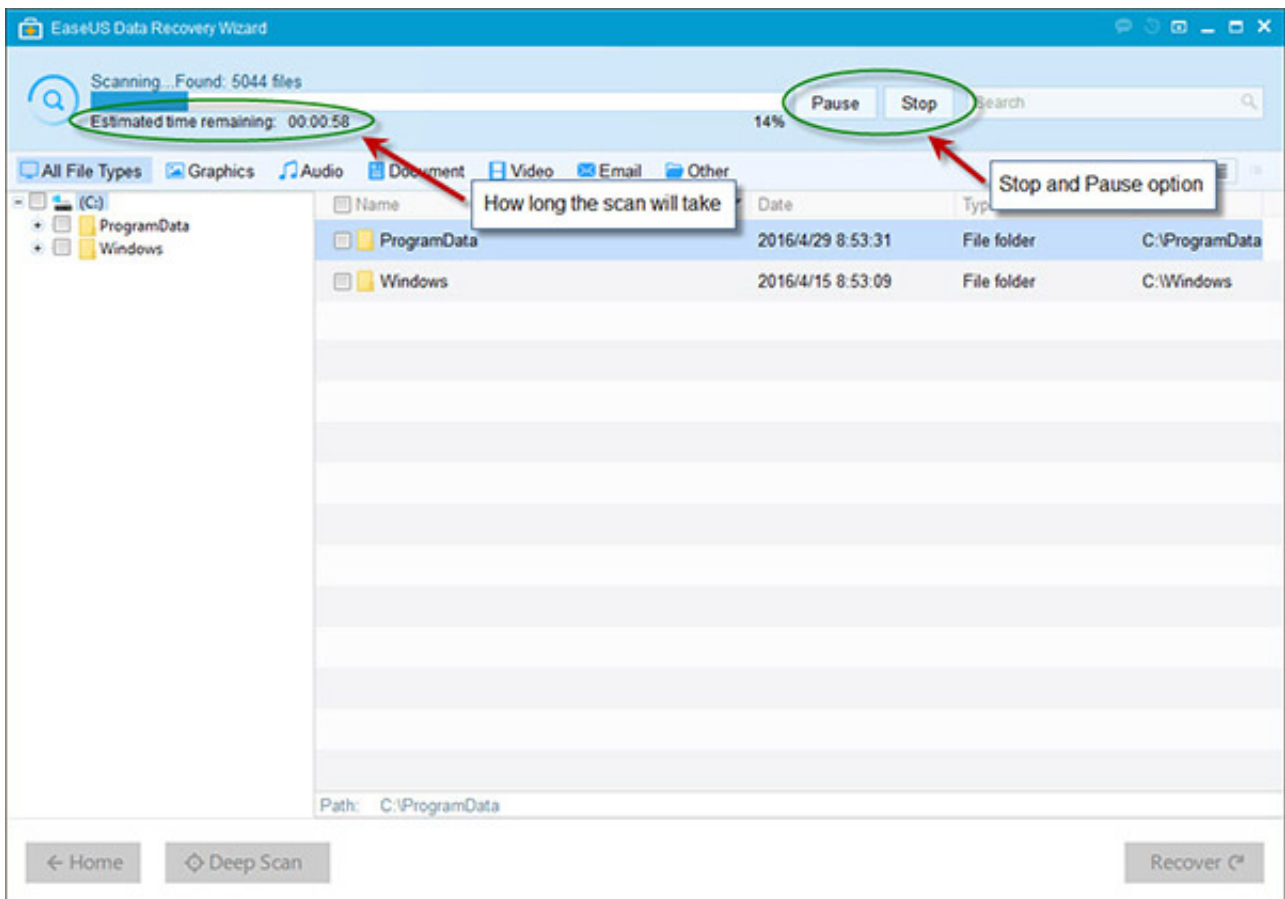 EaseUS Data Recovery Wizard
Scanning...Found: 5044 files
Estimated time remaining: 00:00:58
14%
Pause
Stop
Search
All File Types
Graphics
Audio
Document
Video
Email
Other
How long the scan will take
Stop and Pause option
(C:)
ProgramData
Windows
Name
Date
ProgramData 2016/4/29 8:53:31 File folder C:\ProgramData
Windows 2016/4/15 8:53:09 File folder C:\Windows
Path: C:\ProgramData
Home
Deep Scan
Recover